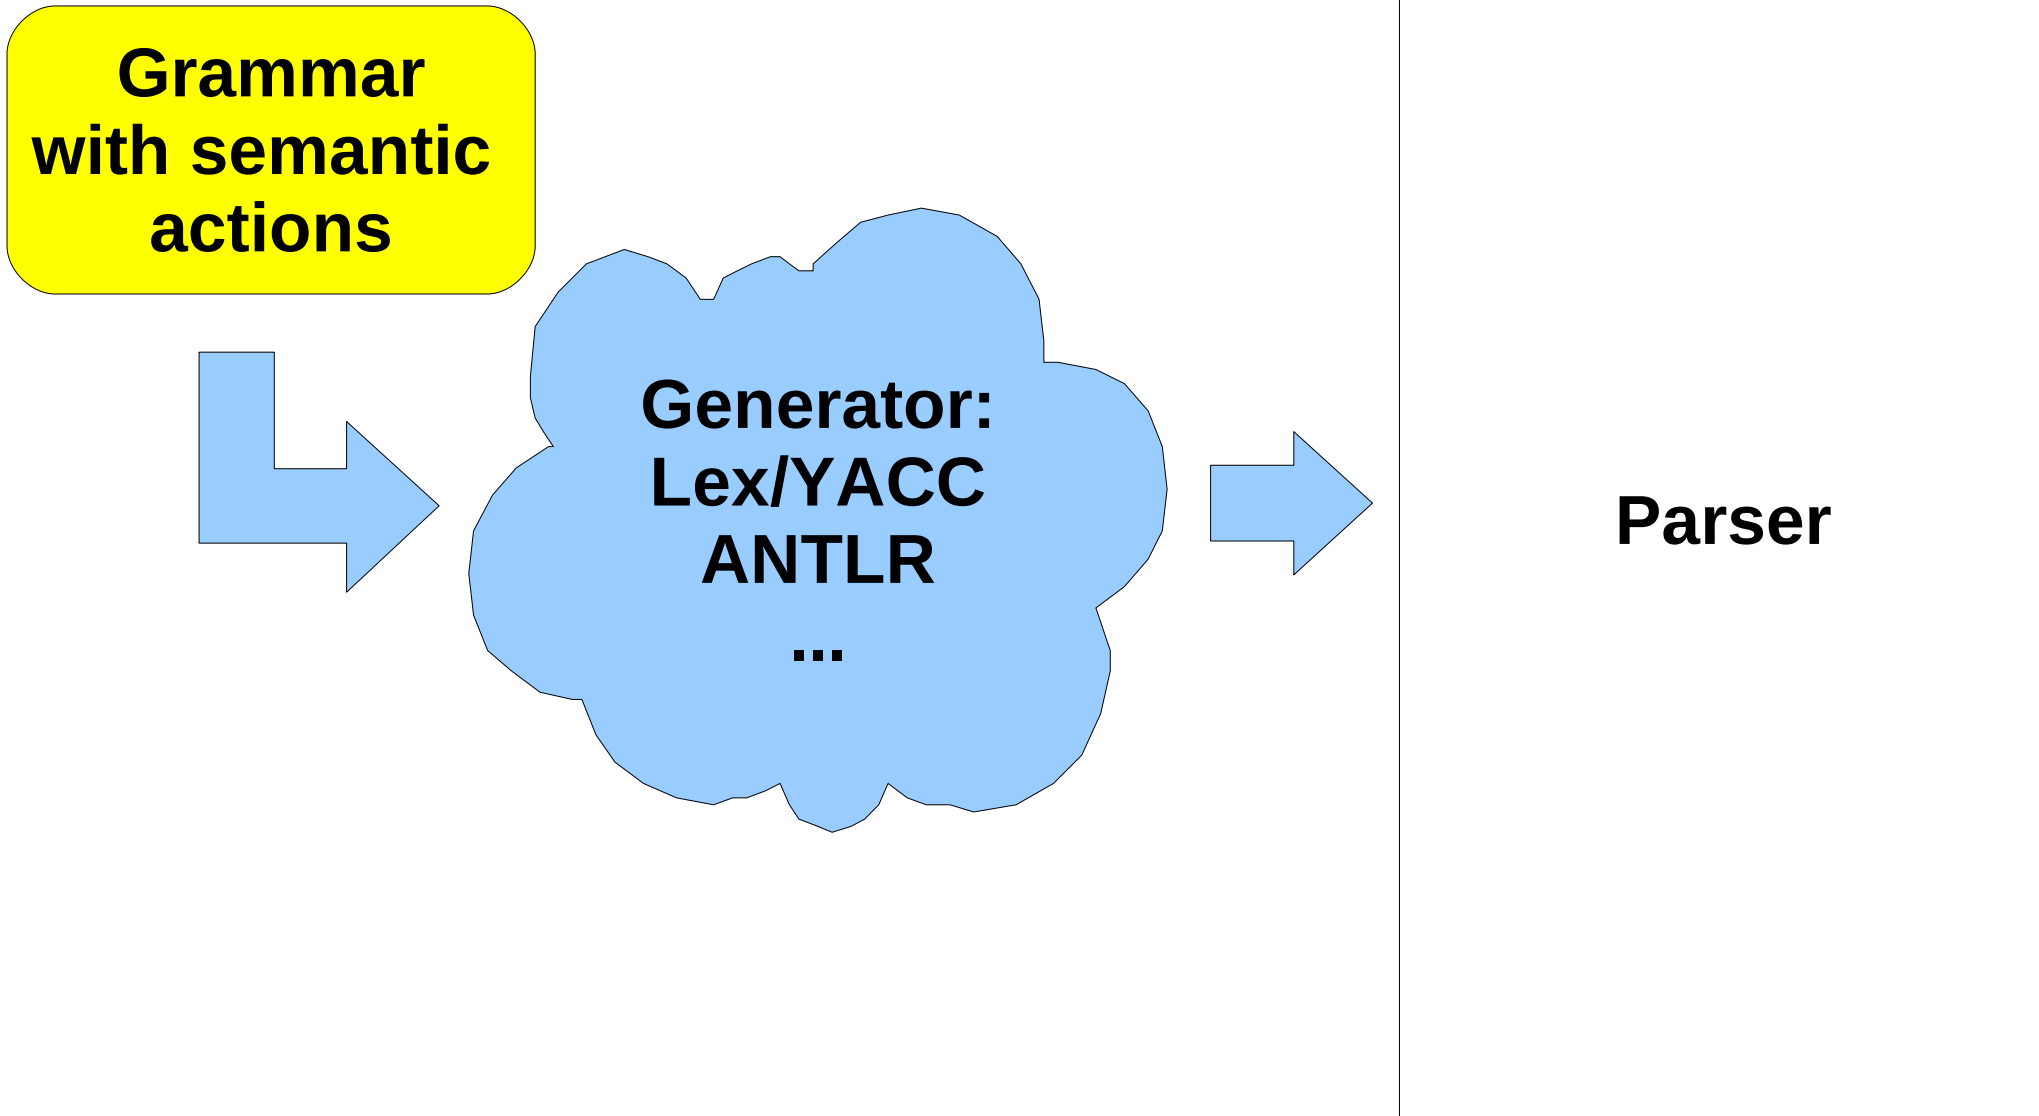 Grammar
with semantic
actions
Generator:
Lex/YACC
ANTLR
...
Parser